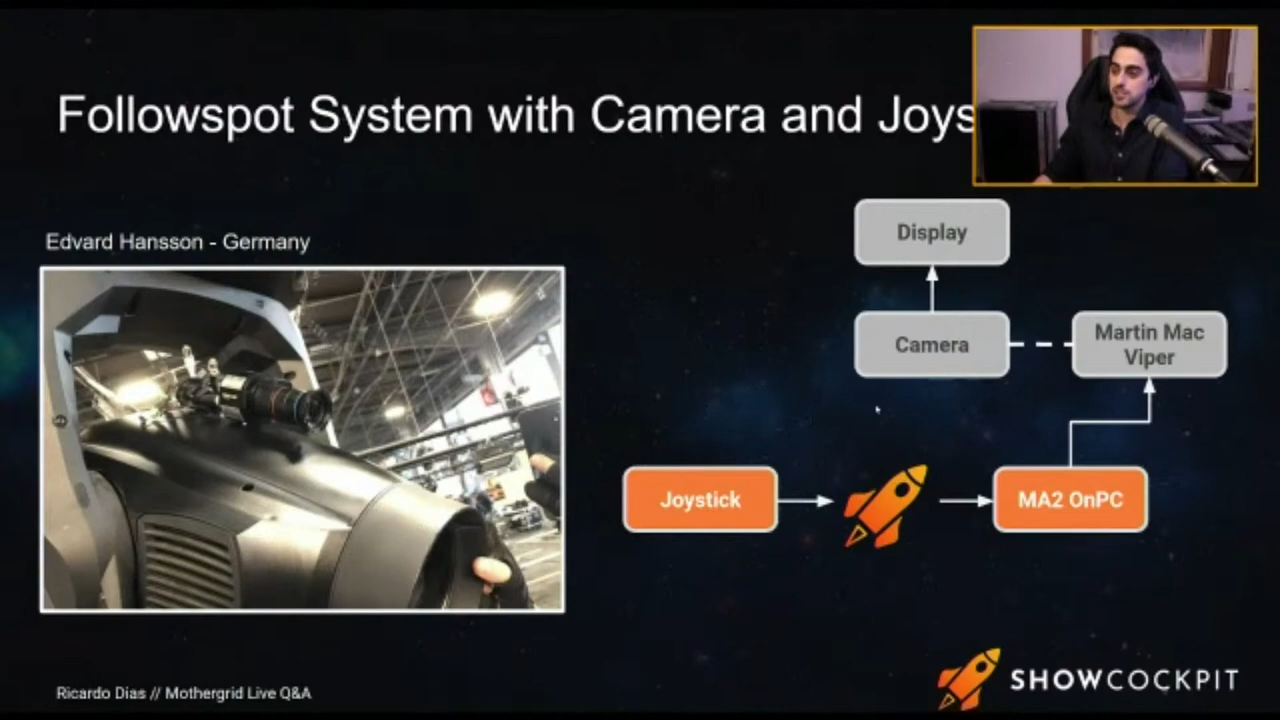 Followspot System with Camera and Joys
Edvard Hansson - Germany
Display
Camera
Martin Mac
Viper
Joystick
MA2 OnPC
Ricardo Dias // Mothergrid Live Q&A
SHOWCOCKPIT